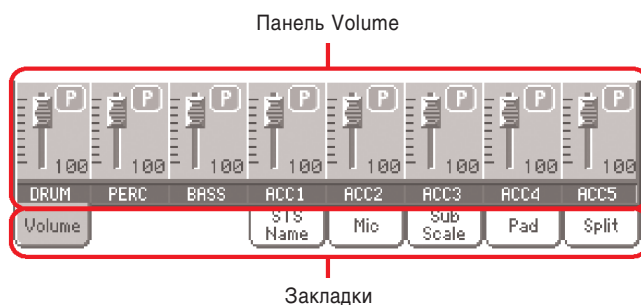 Панель Volume
P P P P P P P P
100 100 100 100 100 100 100 100
DRUM PERC BASS ACC1 ACC2 ACC3 ACC4 ACC5
Volume STS Name Mic Sub Scale Pad Split
Закладки